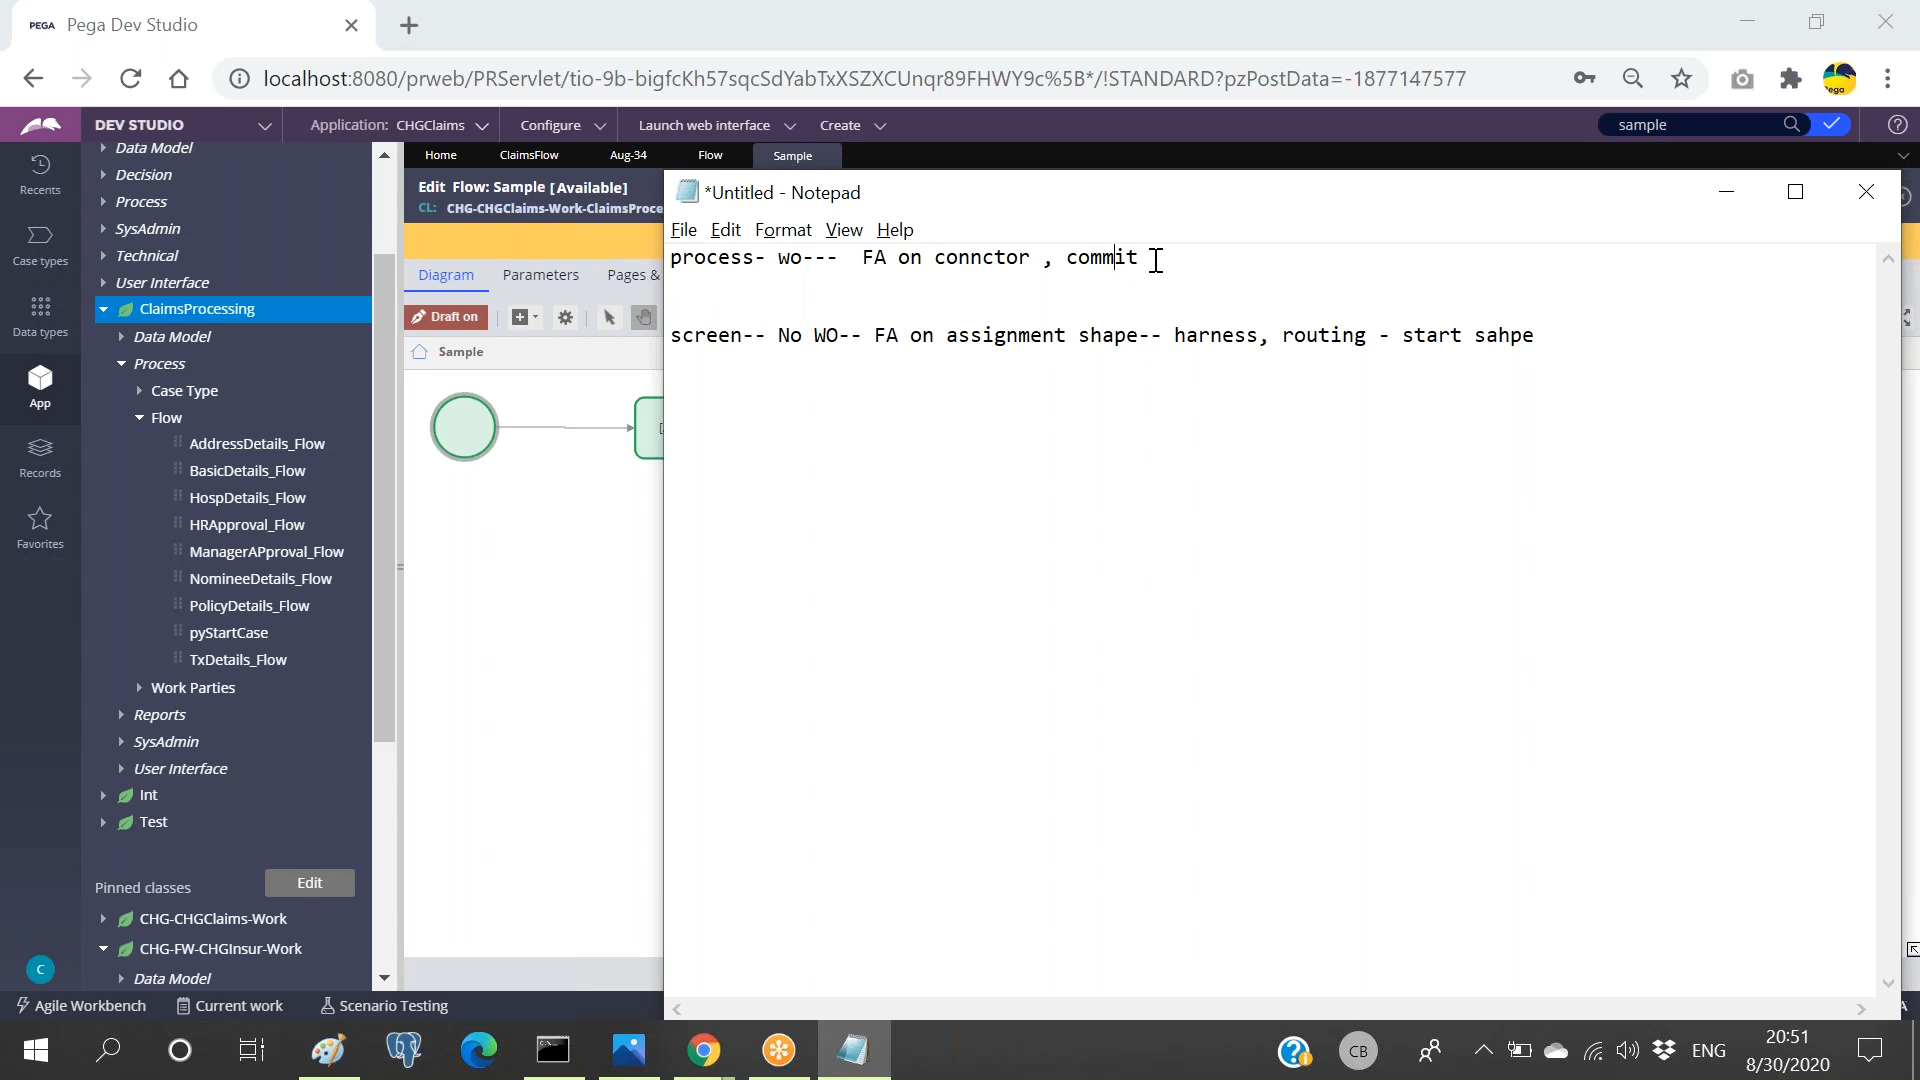 PEGA Pega Dev Studio
localhost:8080/prweb/PRServlet/tio-9b-bigfcKh57sqcSdYabTxXSZXCUnqr89FHWY9c%5B*/!STANDARD?pzPostData=-1877147577
DEV STUDIO Application: CHGClaims Configure Launch web interface Create sample
Recents
Case types
Data types
App
Records
Favorites
C
Data Model
Decision
Process
SysAdmin
Technical
User Interface
ClaimsProcessing
Data Model
Process
Case Type
Flow
AddressDetails_Flow
BasicDetails_Flow
HospDetails_Flow
HRApproval_Flow
ManagerAPproval_Flow
NomineeDetails_Flow
PolicyDetails_Flow
pyStartCase
TxDetails_Flow
Work Parties
Reports
SysAdmin
User Interface
Int
Test
Pinned classes Edit
CHG-CHGClaims-Work
CHG-FW-CHGInsur-Work
Data Model
Home ClaimsFlow Aug-34 Flow Sample
Edit Flow: Sample [Available]
CL: CHG-CHGClaims-Work-ClaimsProce
Diagram Parameters Pages &
Draft on
Sample
*Untitled - Notepad
File Edit Format View Help
process- wo---  FA on connctor , commit
screen-- No WO-- FA on assignment shape-- harness, routing - start sahpe
Agile Workbench Current work Scenario Testing
CB ENG
20:51
8/30/2020